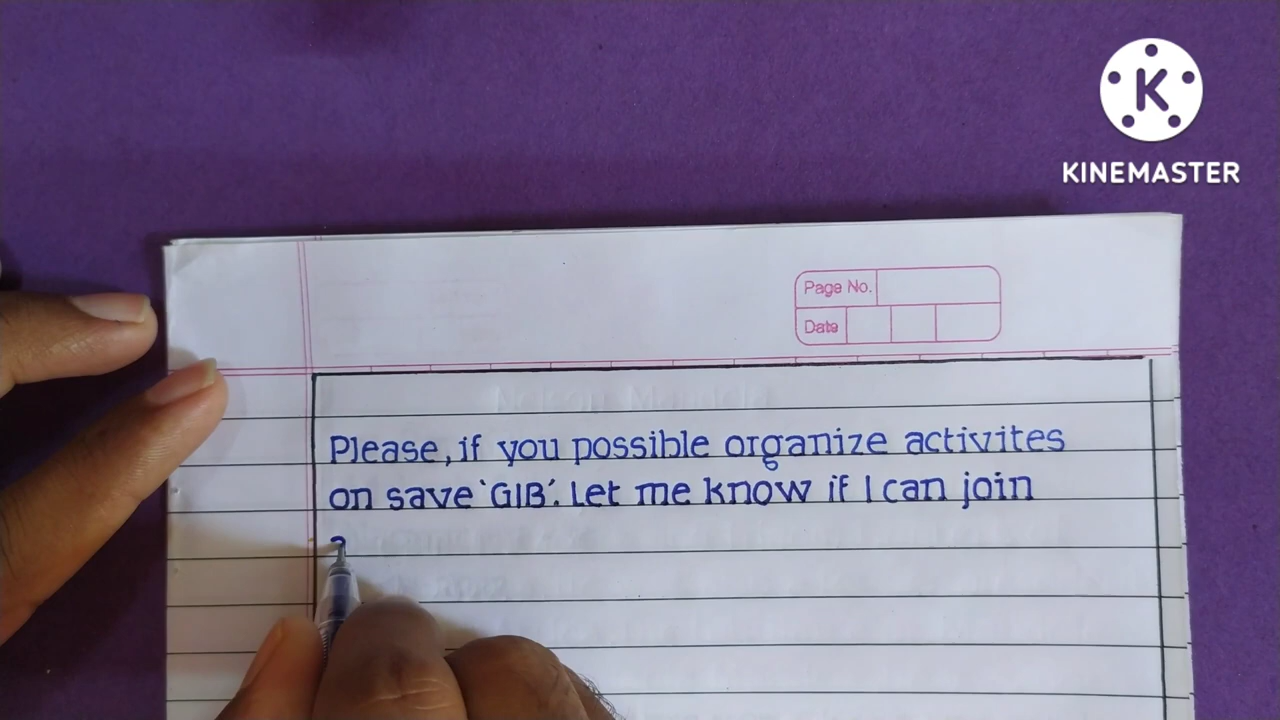 KINEMASTER
Page No.
Date
Please, if you possible organize activites
on save 'GIB'. Let me know if I can join